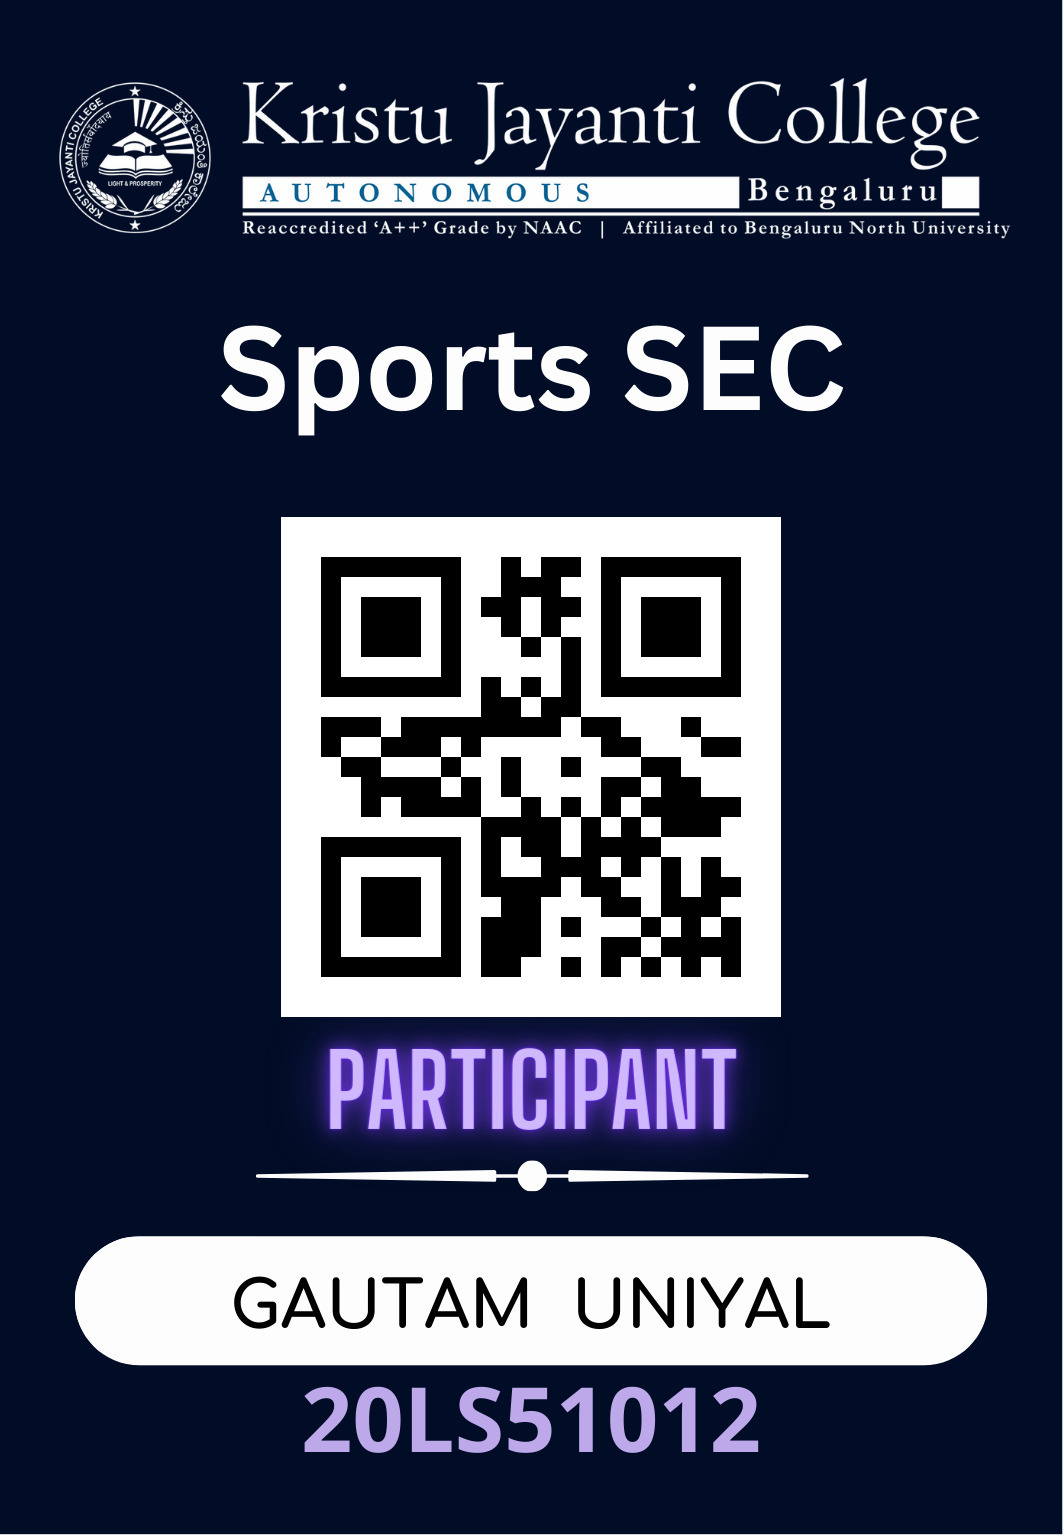 KRISTU JAYANTI COLLEGE
LIGHT & PROSPERITY
Kristu Jayanti College
AUTONOMOUS Bengaluru
Reaccredited ‘A++’ Grade by NAAC | Affiliated to Bengaluru North University
Sports SEC
PARTICIPANT
GAUTAM UNIYAL
20LS51012